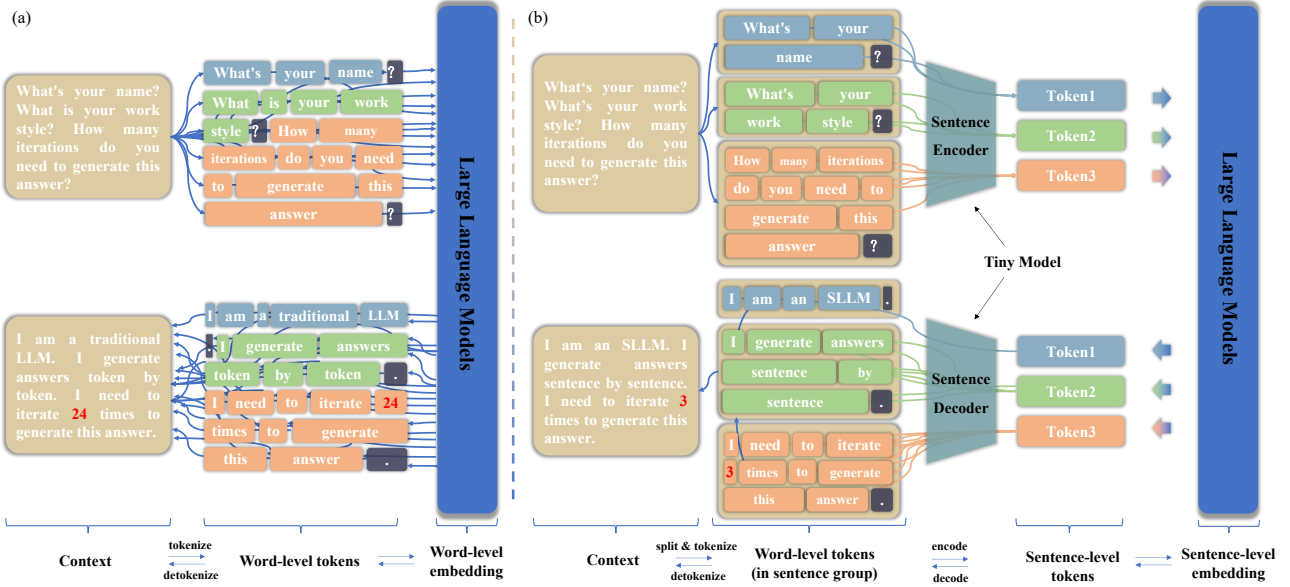 (a)
What's your name?
What is your work
style? How many
iterations do you
need to generate this
answer?
What's your name ?
What is your work
style ? How many
iterations do you need
to generate this
answer ?
I am a traditional
LLM. I generate
answers token by
token. I need to
iterate 24 times to
generate this answer.
I am a traditional LLM
. I generate answers
token by token .
I need to iterate 24
times to generate
this answer .
Large Language Models
Context
tokenize
detokenize
Word-level tokens
Word-level
embedding
(b)
What's your name?
What's your work
style? How many
iterations do you
need to generate this
answer?
What's your
name ?
What's your
work style ?
How many iterations
do you need to
generate this
answer ?
Sentence
Encoder
Token1
Token2
Token3
Tiny Model
I am an SLLM. I
generate answers
sentence by sentence.
I need to iterate 3
times to generate this
answer.
I am an SLLM .
I generate answers
sentence by
sentence .
I need to iterate
3 times to generate
this answer .
Sentence
Decoder
Token1
Token2
Token3
Large Language Models
Context
split & tokenize
detokenize
Word-level tokens
(in sentence group)
encode
decode
Sentence-level
tokens
Sentence-level
embedding